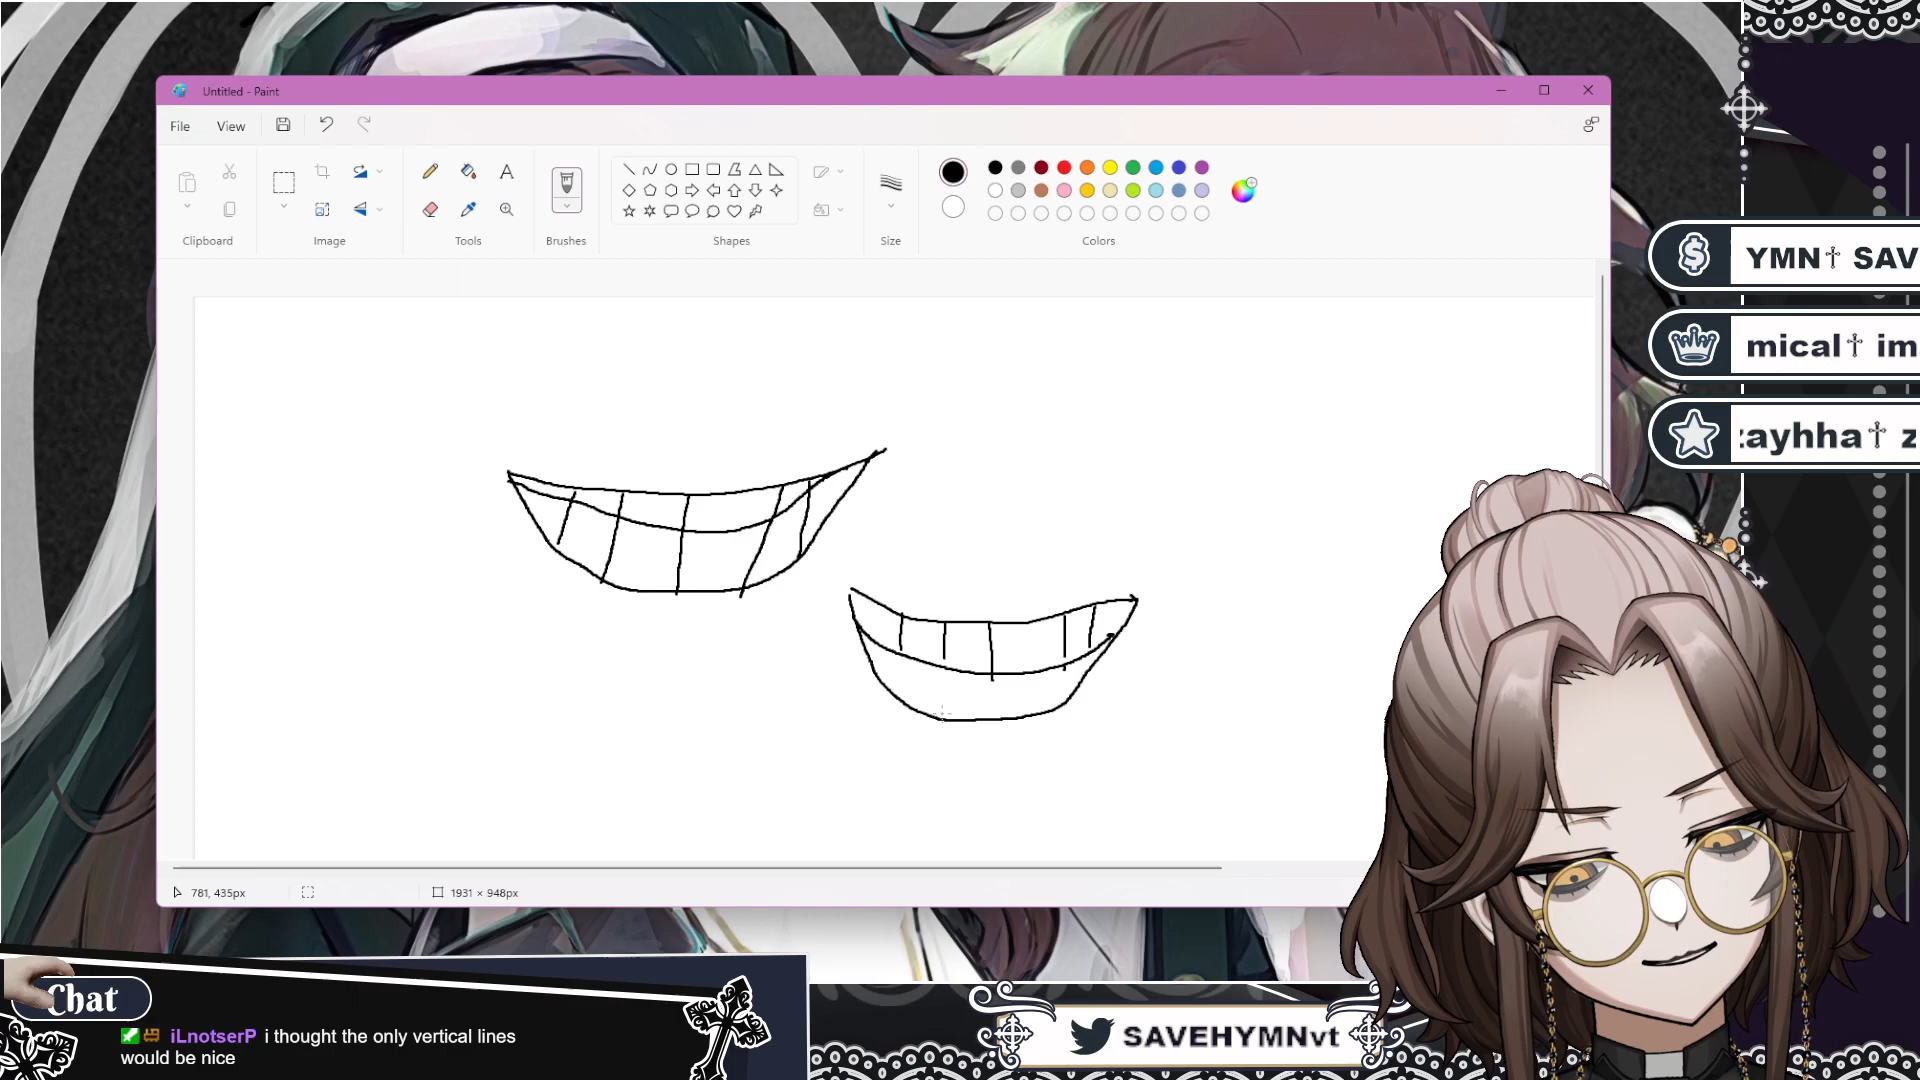 Untitled - Paint
File
View
Clipboard
Image
Tools
Brushes
Shapes
Size
Colors
YMN† SAV
mical† im
zayhha† z
781, 435px
1931 × 948px
Chat
iLnotserP i thought the only vertical lines
would be nice
SAVEHYMNvt